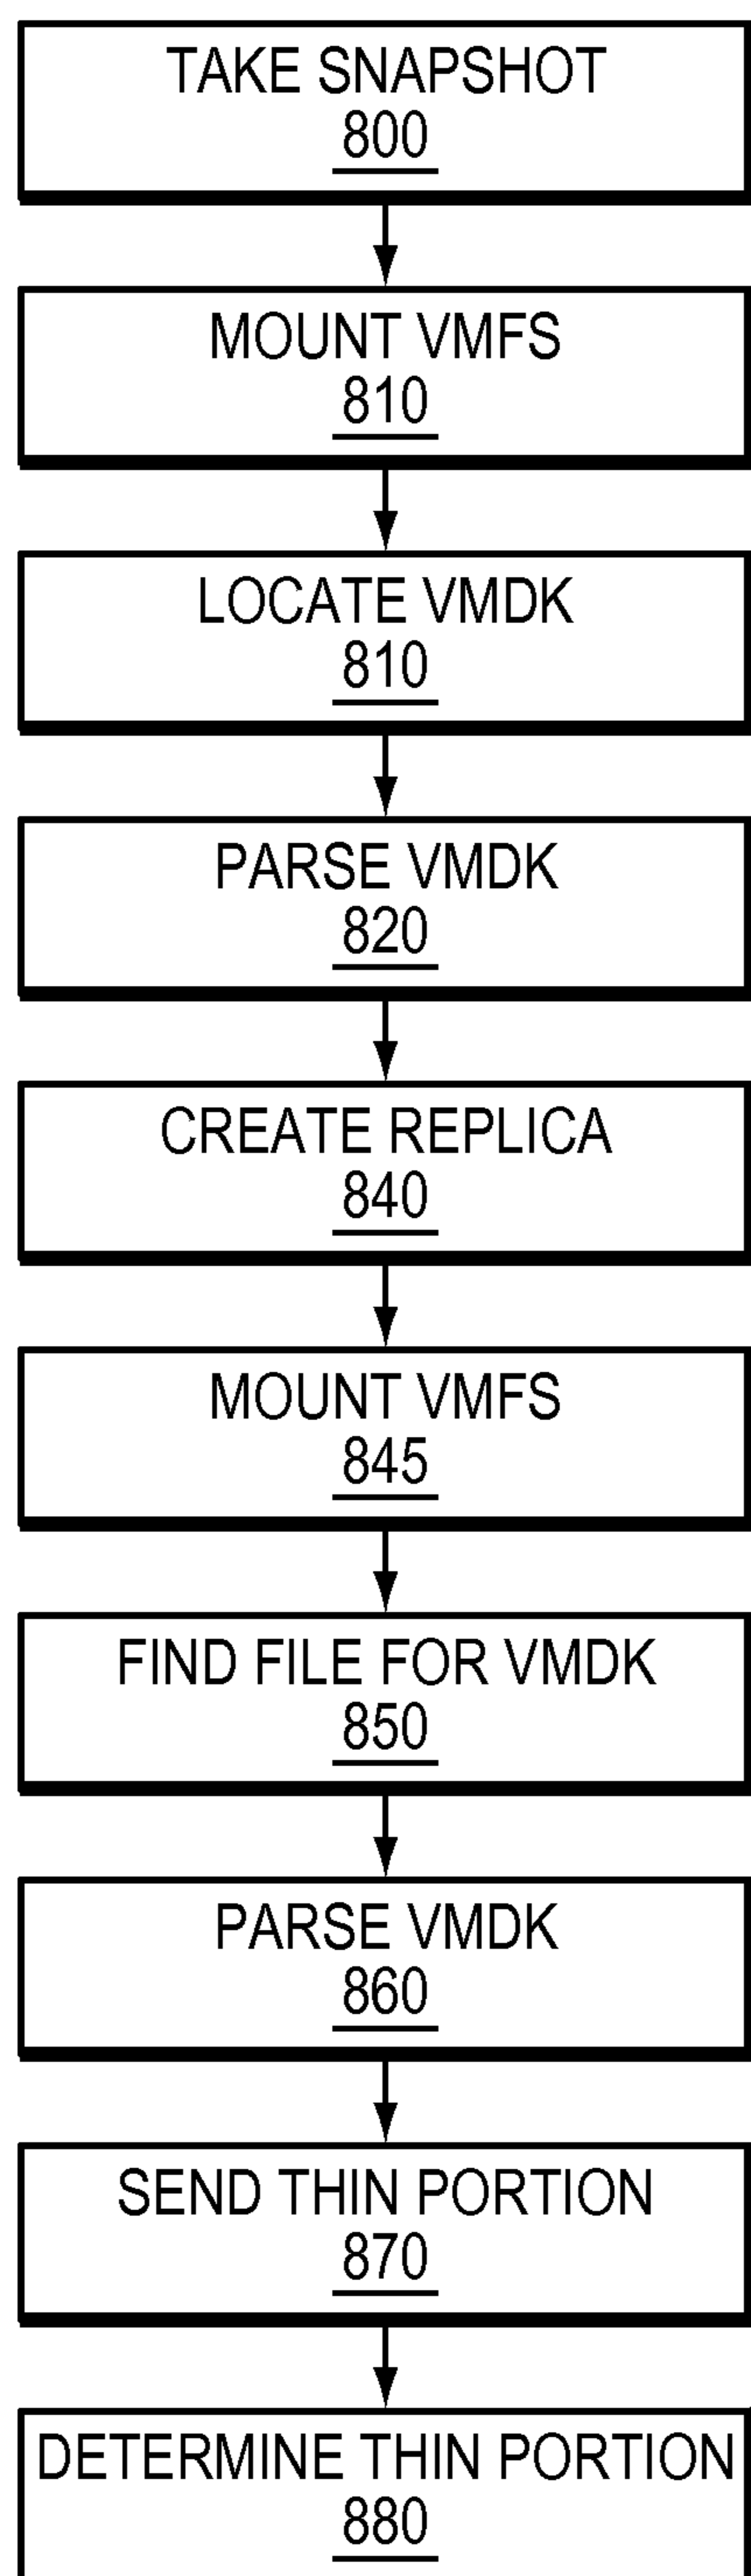 TAKE SNAPSHOT
800
MOUNT VMFS
810
LOCATE VMDK
810
PARSE VMDK
820
CREATE REPLICA
840
MOUNT VMFS
845
FIND FILE FOR VMDK
850
PARSE VMDK
860
SEND THIN PORTION
870
DETERMINE THIN PORTION
880